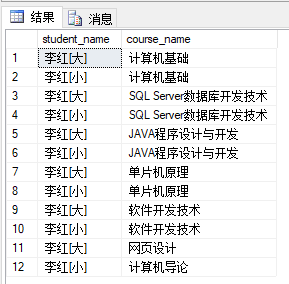 结果 消息
student_name course_name
1 李红[大] 计算机基础
2 李红[小] 计算机基础
3 李红[大] SQL Server数据库开发技术
4 李红[小] SQL Server数据库开发技术
5 李红[大] JAVA程序设计与开发
6 李红[小] JAVA程序设计与开发
7 李红[大] 单片机原理
8 李红[小] 单片机原理
9 李红[大] 软件开发技术
10 李红[小] 软件开发技术
11 李红[大] 网页设计
12 李红[小] 计算机导论